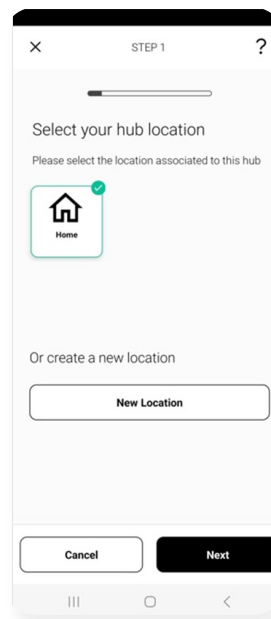 STEP 1
?
Select your hub location
Please select the location associated to this hub
Home
Or create a new location
New Location
Cancel
Next